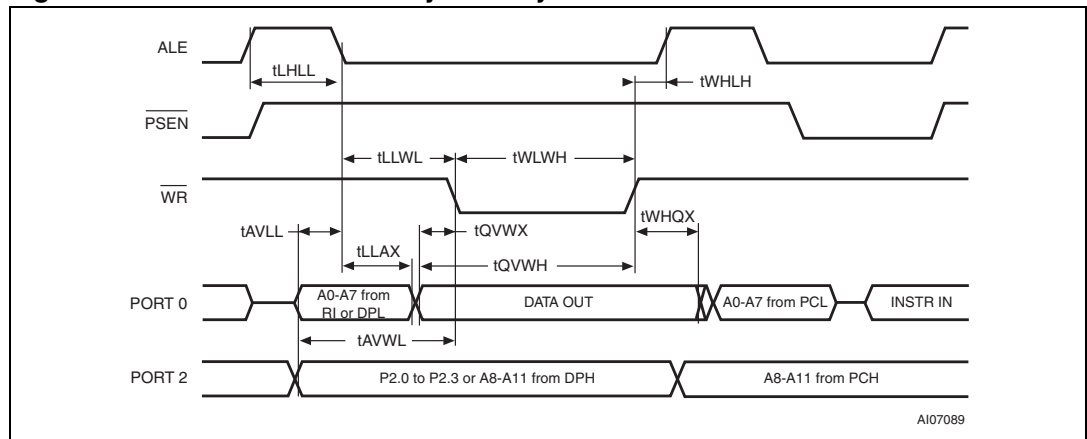 ALE
tLHLL
tWHLH
PSEN
tLLWL
tWLWH
WR
tAVLL
tQVWX
tWHQX
tLLAX
tQVWH
PORT 0
A0-A7 from
RI or DPL
DATA OUT
A0-A7 from PCL
INSTR IN
tAVWL
PORT 2
P2.0 to P2.3 or A8-A11 from DPH
A8-A11 from PCH
AI07089